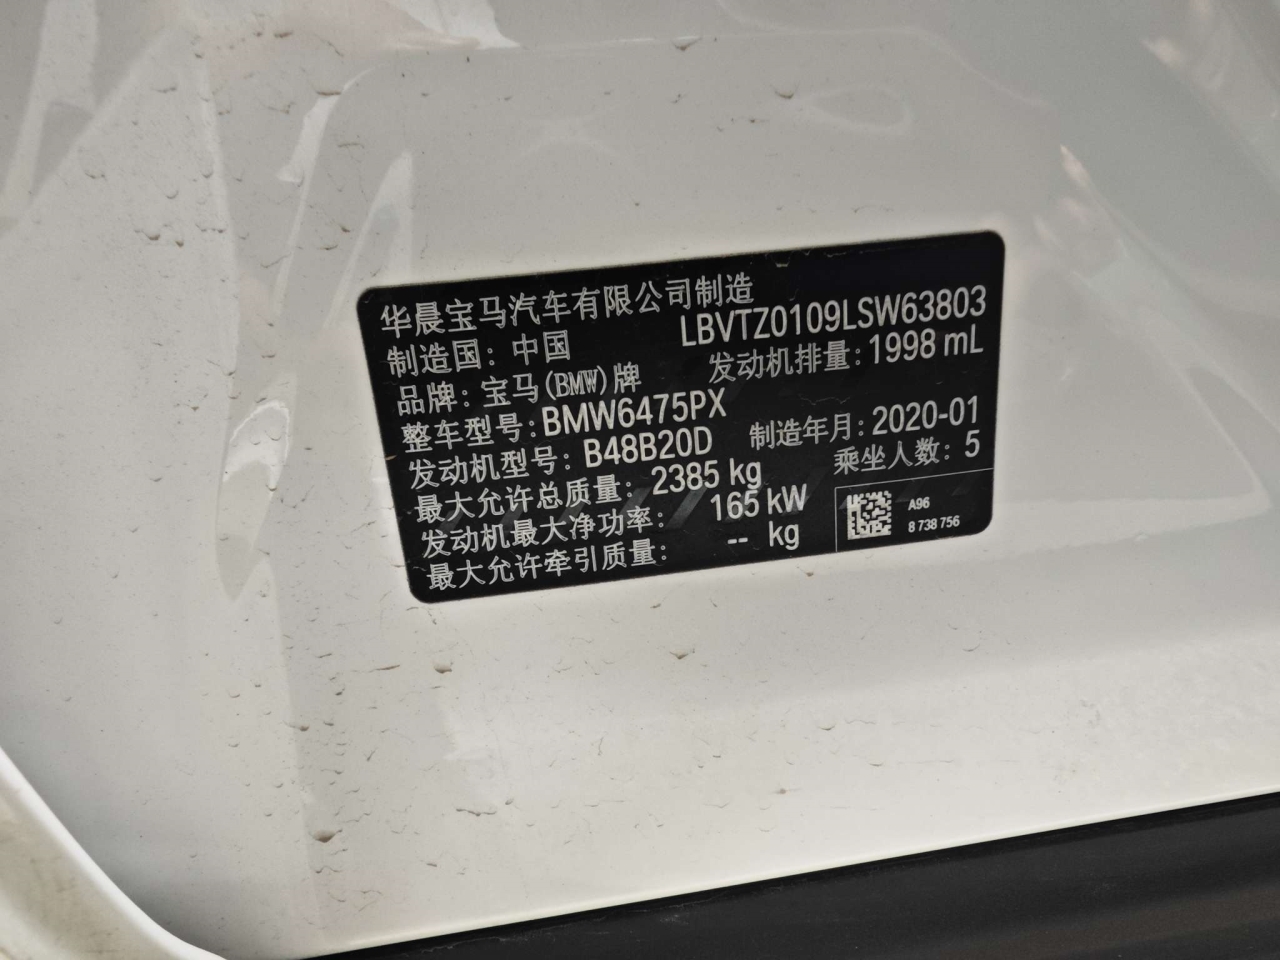 华晨宝马汽车有限公司制造
LBVTZ0109LSW63803
制造国：中国
发动机排量：1998 mL
品牌：宝马(BMW)牌
整车型号：BMW6475PX
制造年月：2020-01
发动机型号：B48B20D
乘坐人数：5
最大允许总质量：2385 kg
发动机最大净功率：165 kW
最大允许牵引质量：-- kg
A96
8 738 756